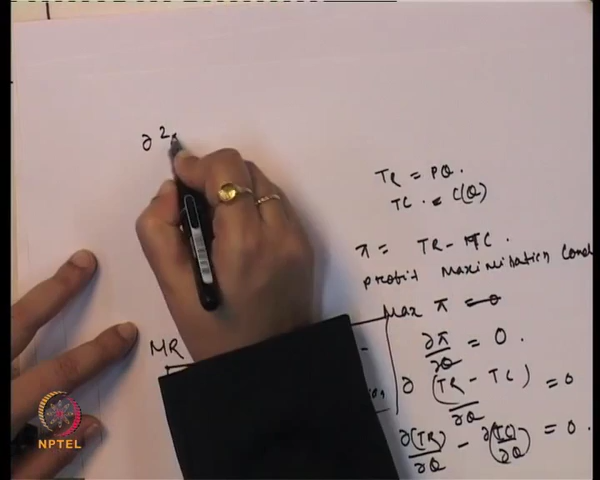 ∂²
TR = PQ.
TC = C(Q)
π = TR - TC.
profit Maximisation Cond
Max π = 0
∂π/∂Q = 0.
∂(TR - TC)/∂Q = 0
∂(TR)/∂Q - ∂(TC)/∂Q = 0.
MR
NPTEL